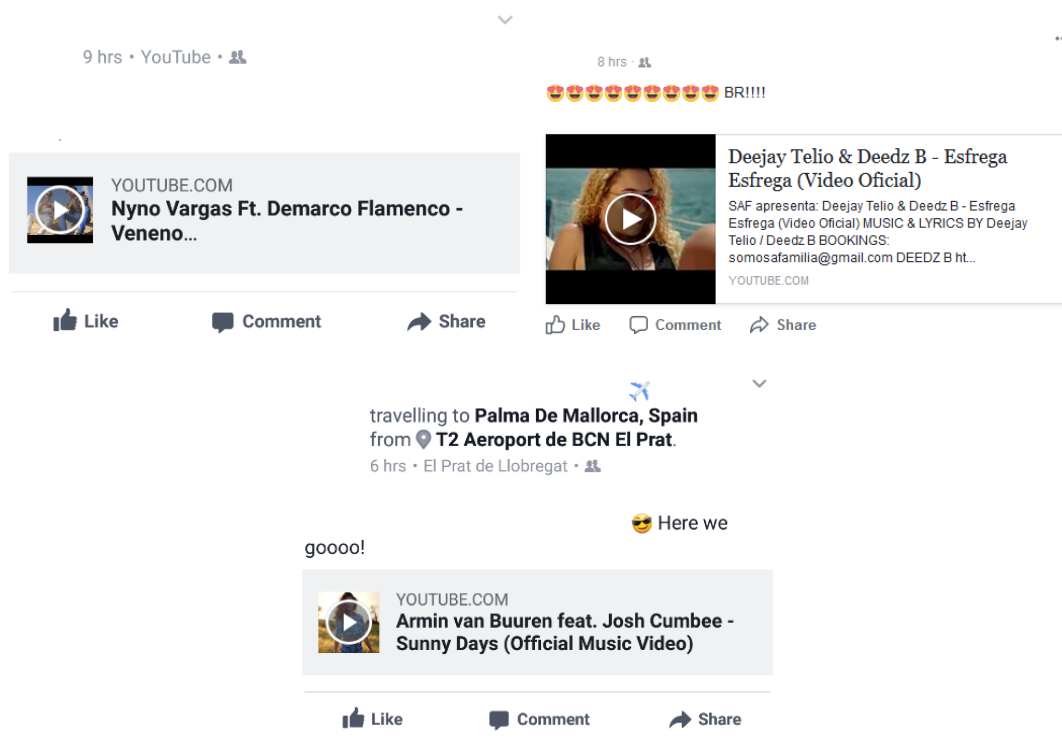 9 hrs • YouTube •
YOUTUBE.COM
Nyno Vargas Ft. Demarco Flamenco -
Veneno...
Like Comment Share
8 hrs ·
😍😍😍😍😍😍😍😍😍 BR!!!!
Deejay Telio & Deedz B - Esfrega
Esfrega (Video Oficial)
SAF apresenta: Deejay Telio & Deedz B - Esfrega
Esfrega (Video Oficial) MUSIC & LYRICS BY Deejay
Telio / Deedz B BOOKINGS:
somosafamilia@gmail.com DEEDZ B ht...
YOUTUBE.COM
Like Comment Share
✈️
travelling to Palma De Mallorca, Spain
from T2 Aeroport de BCN El Prat.
6 hrs • El Prat de Llobregat •
😎 Here we
goooo!
YOUTUBE.COM
Armin van Buuren feat. Josh Cumbee -
Sunny Days (Official Music Video)
Like Comment Share